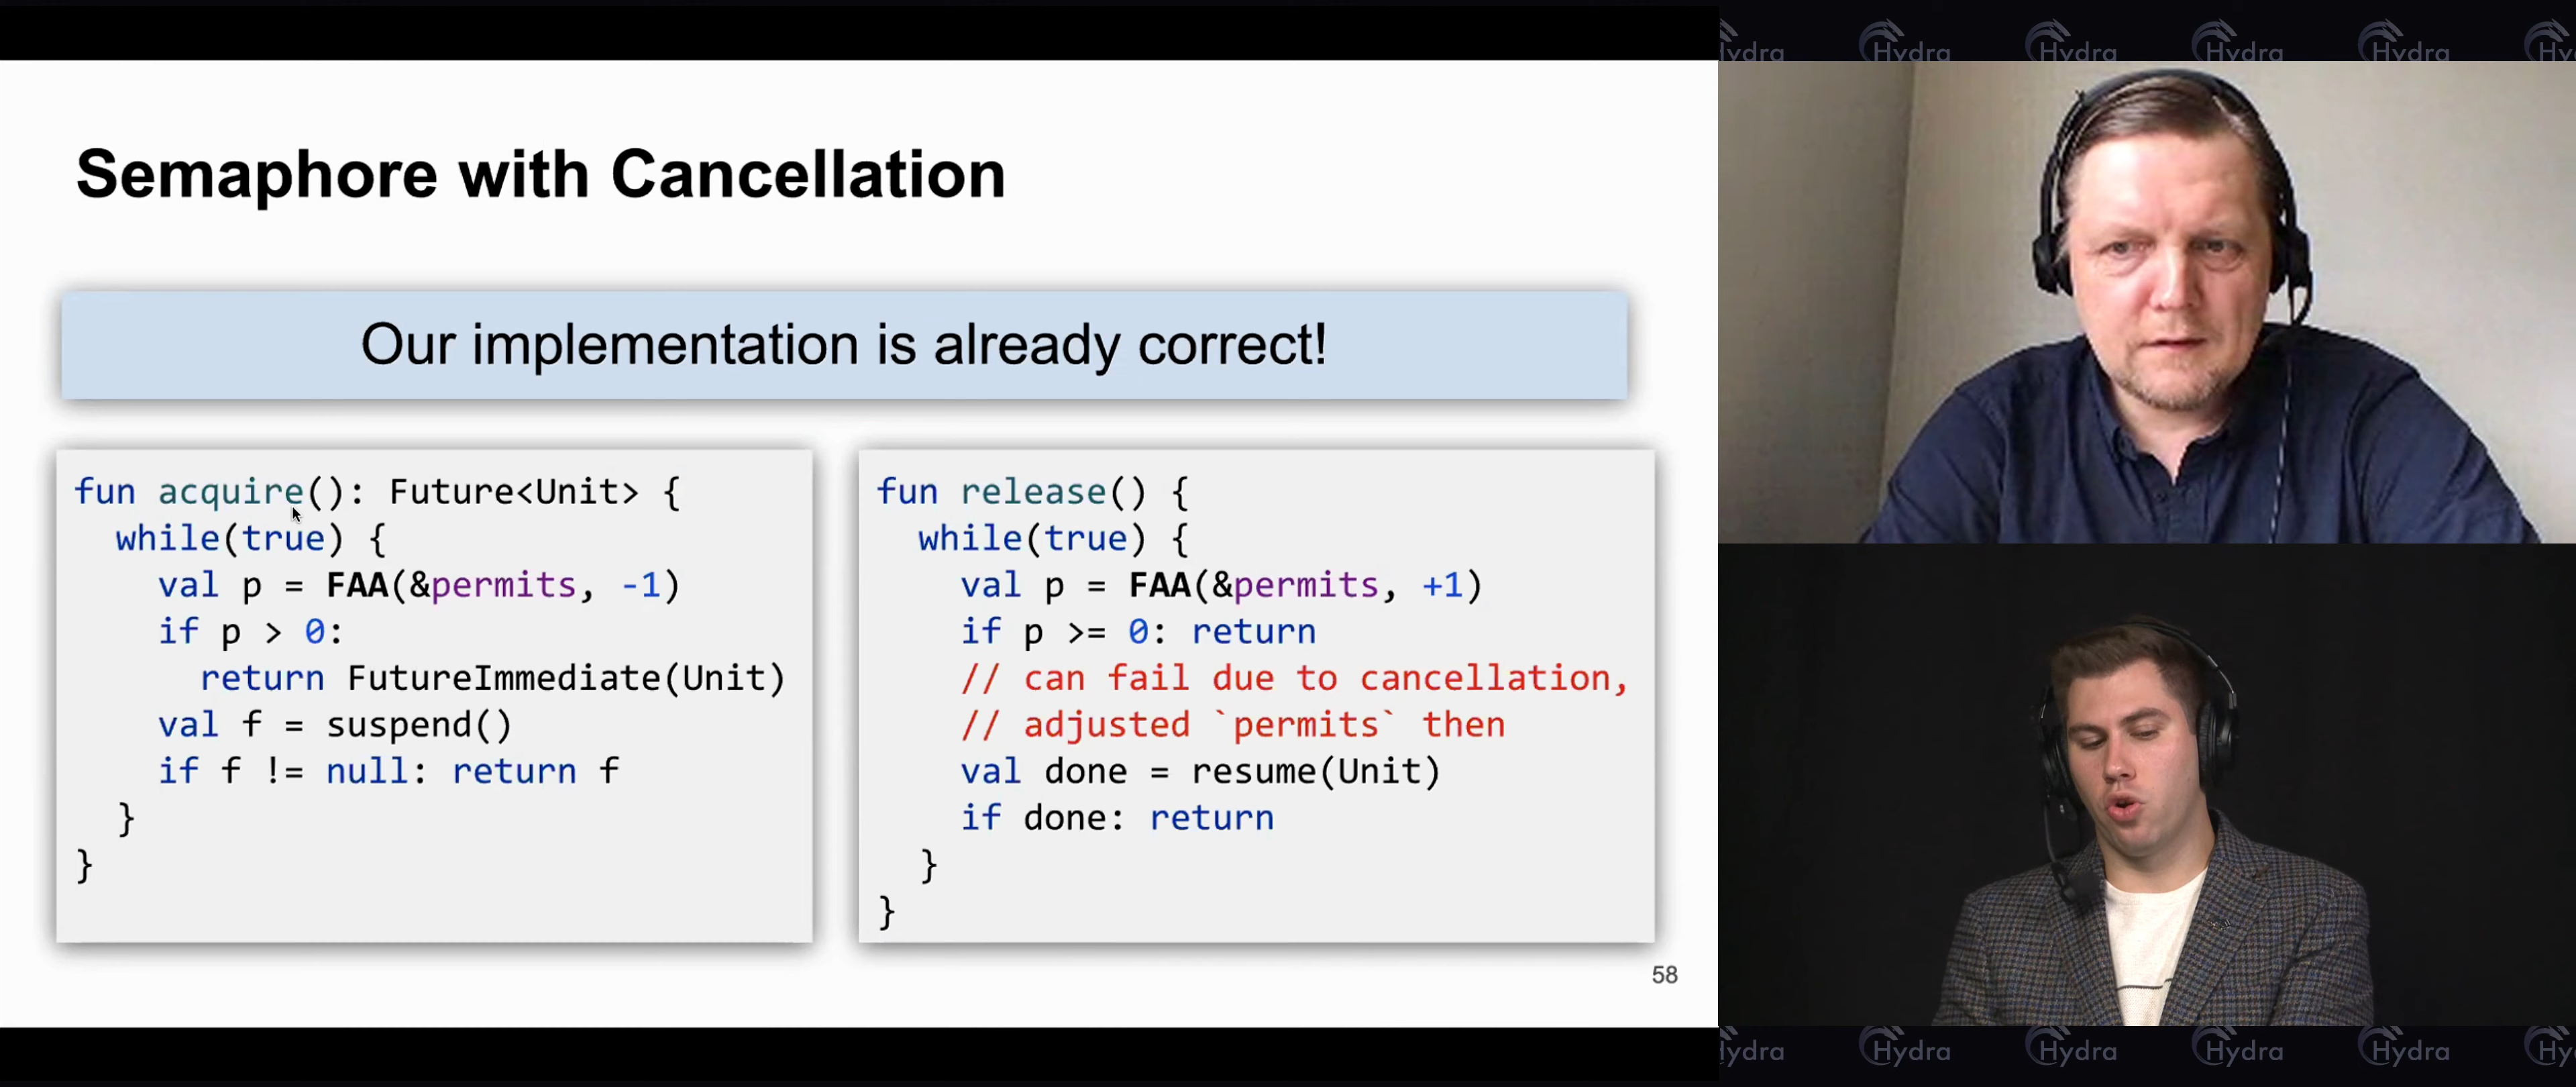 Hydra Hydra Hydra Hydra
Semaphore with Cancellation
Our implementation is already correct!
fun acquire(): Future<Unit> {
while(true) {
val p = FAA(&permits, -1)
if p > 0:
return FutureImmediate(Unit)
val f = suspend()
if f != null: return f
}
}
fun release() {
while(true) {
val p = FAA(&permits, +1)
if p >= 0: return
// can fail due to cancellation,
// adjusted `permits` then
val done = resume(Unit)
if done: return
}
}
58
Hydra Hydra Hydra Hydra